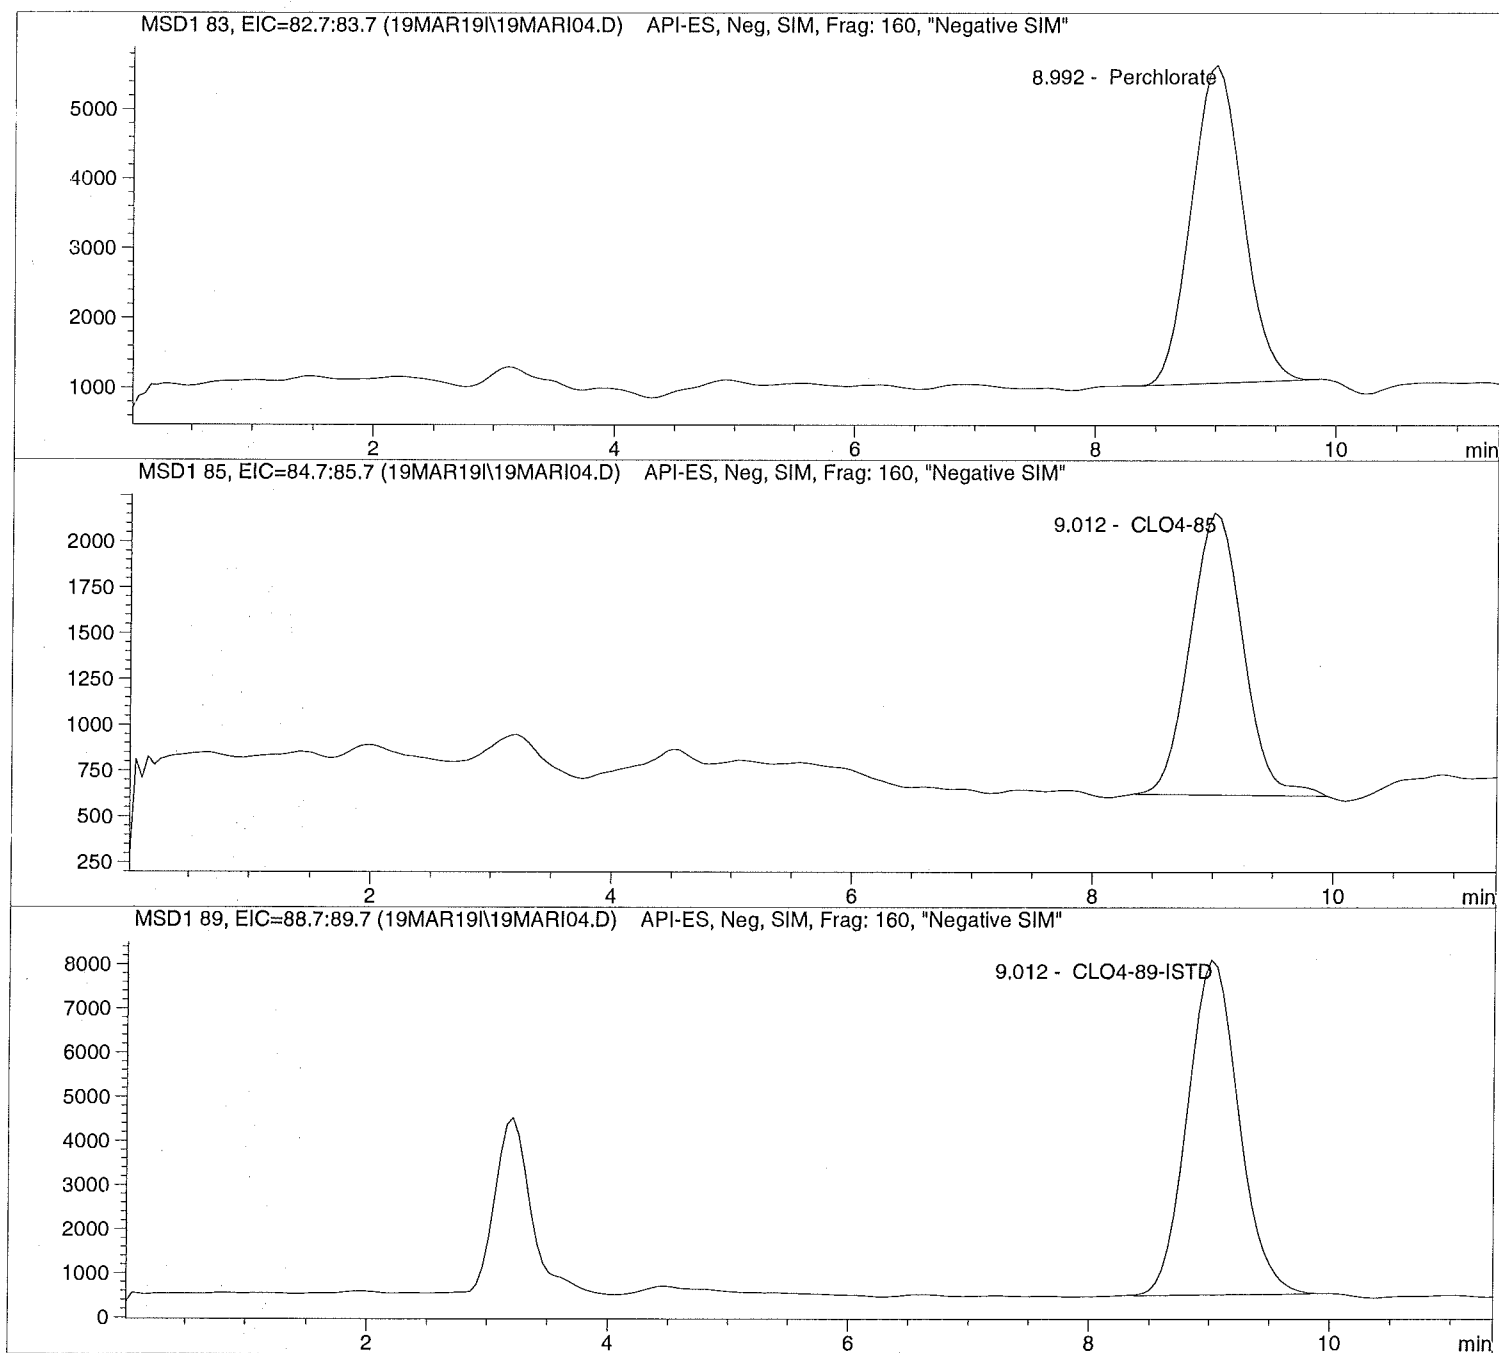 MSD1 83, EIC=82.7:83.7 (19MAR19I\19MARI04.D) API-ES, Neg, SIM, Frag: 160, "Negative SIM"
8.992 - Perchlorate
5000
4000
3000
2000
1000
2 4 6 8 10 min
MSD1 85, EIC=84.7:85.7 (19MAR19I\19MARI04.D) API-ES, Neg, SIM, Frag: 160, "Negative SIM"
9.012 - CLO4-85
2000
1750
1500
1250
1000
750
500
250
2 4 6 8 10 min
MSD1 89, EIC=88.7:89.7 (19MAR19I\19MARI04.D) API-ES, Neg, SIM, Frag: 160, "Negative SIM"
9.012 - CLO4-89-ISTD
8000
7000
6000
5000
4000
3000
2000
1000
0
2 4 6 8 10 min